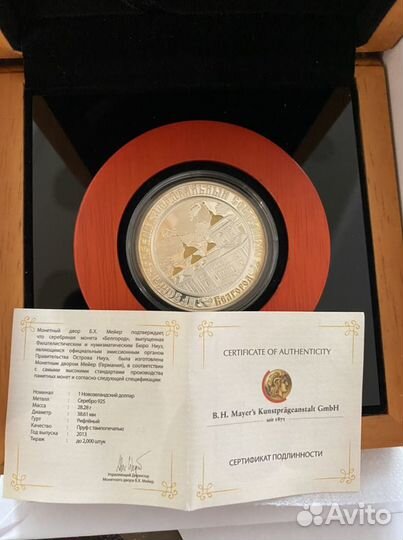 Белгород
Монетный двор Б.Х. Мейер подтверждает,
что серебряная монета «Белгород», выпущенная
Филателистическим и нумизматическим Бюро Ниуэ,
являющимся официальным эмиссионным органом
Правительства Острова Ниуэ, была изготовлена
Монетным двором Мейер (Германия), в соответствии
с самыми высокими стандартами производства
памятных монет и согласно следующей спецификации:
Номинал 1 Новозеландский доллар
Металл Серебро 925
Масса 28,28 г
Диаметр 38,61 мм
Гурт Рифлёный
Качество Пруф с тампопечатью
Год выпуска 2013
Тираж до 2,000 штук
Управляющий Директор
Монетного двора Б.Х. Мейер
CERTIFICATE OF AUTHENTICITY
B. H. Mayer's Kunstprägeanstalt GmbH
seit 1871
СЕРТИФИКАТ ПОДЛИННОСТИ
Avito